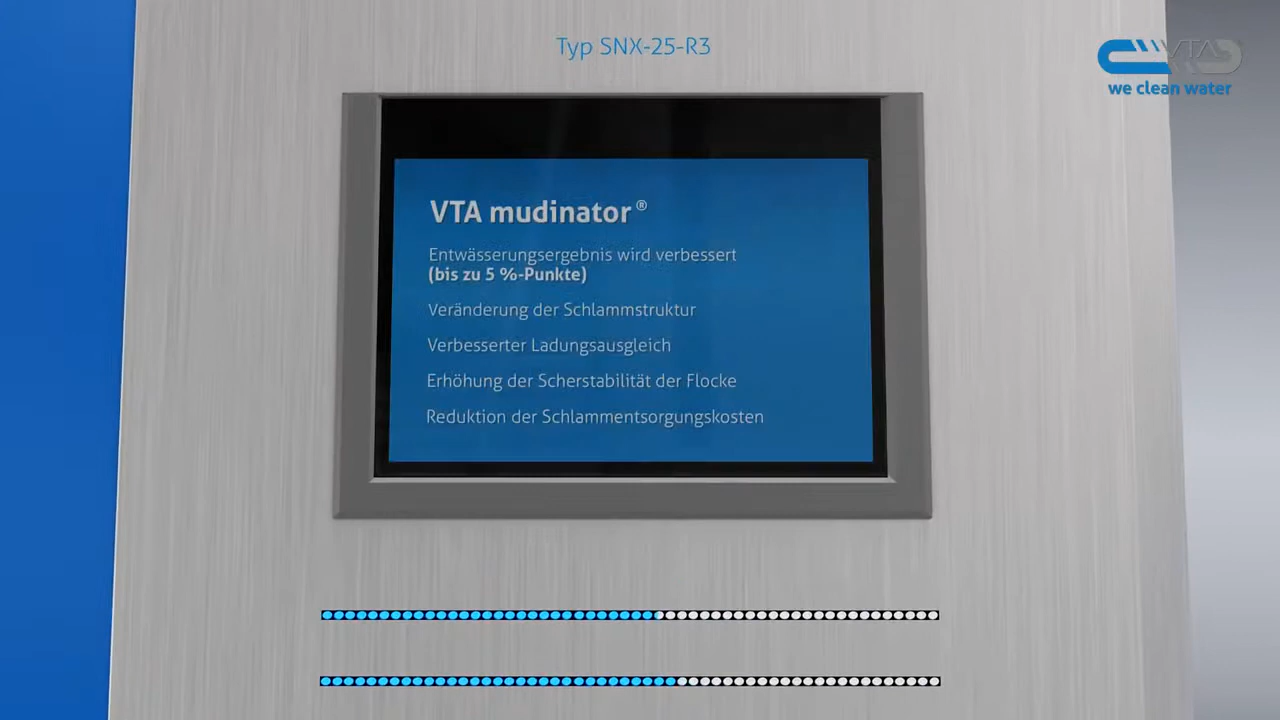 Typ SNX-25-R3
VTA
we clean water
VTA mudinator®
Entwässerungsergebnis wird verbessert
(bis zu 5 %-Punkte)
Veränderung der Schlammstruktur
Verbesserter Ladungsausgleich
Erhöhung der Scherstabilität der Flocke
Reduktion der Schlammentsorgungskosten